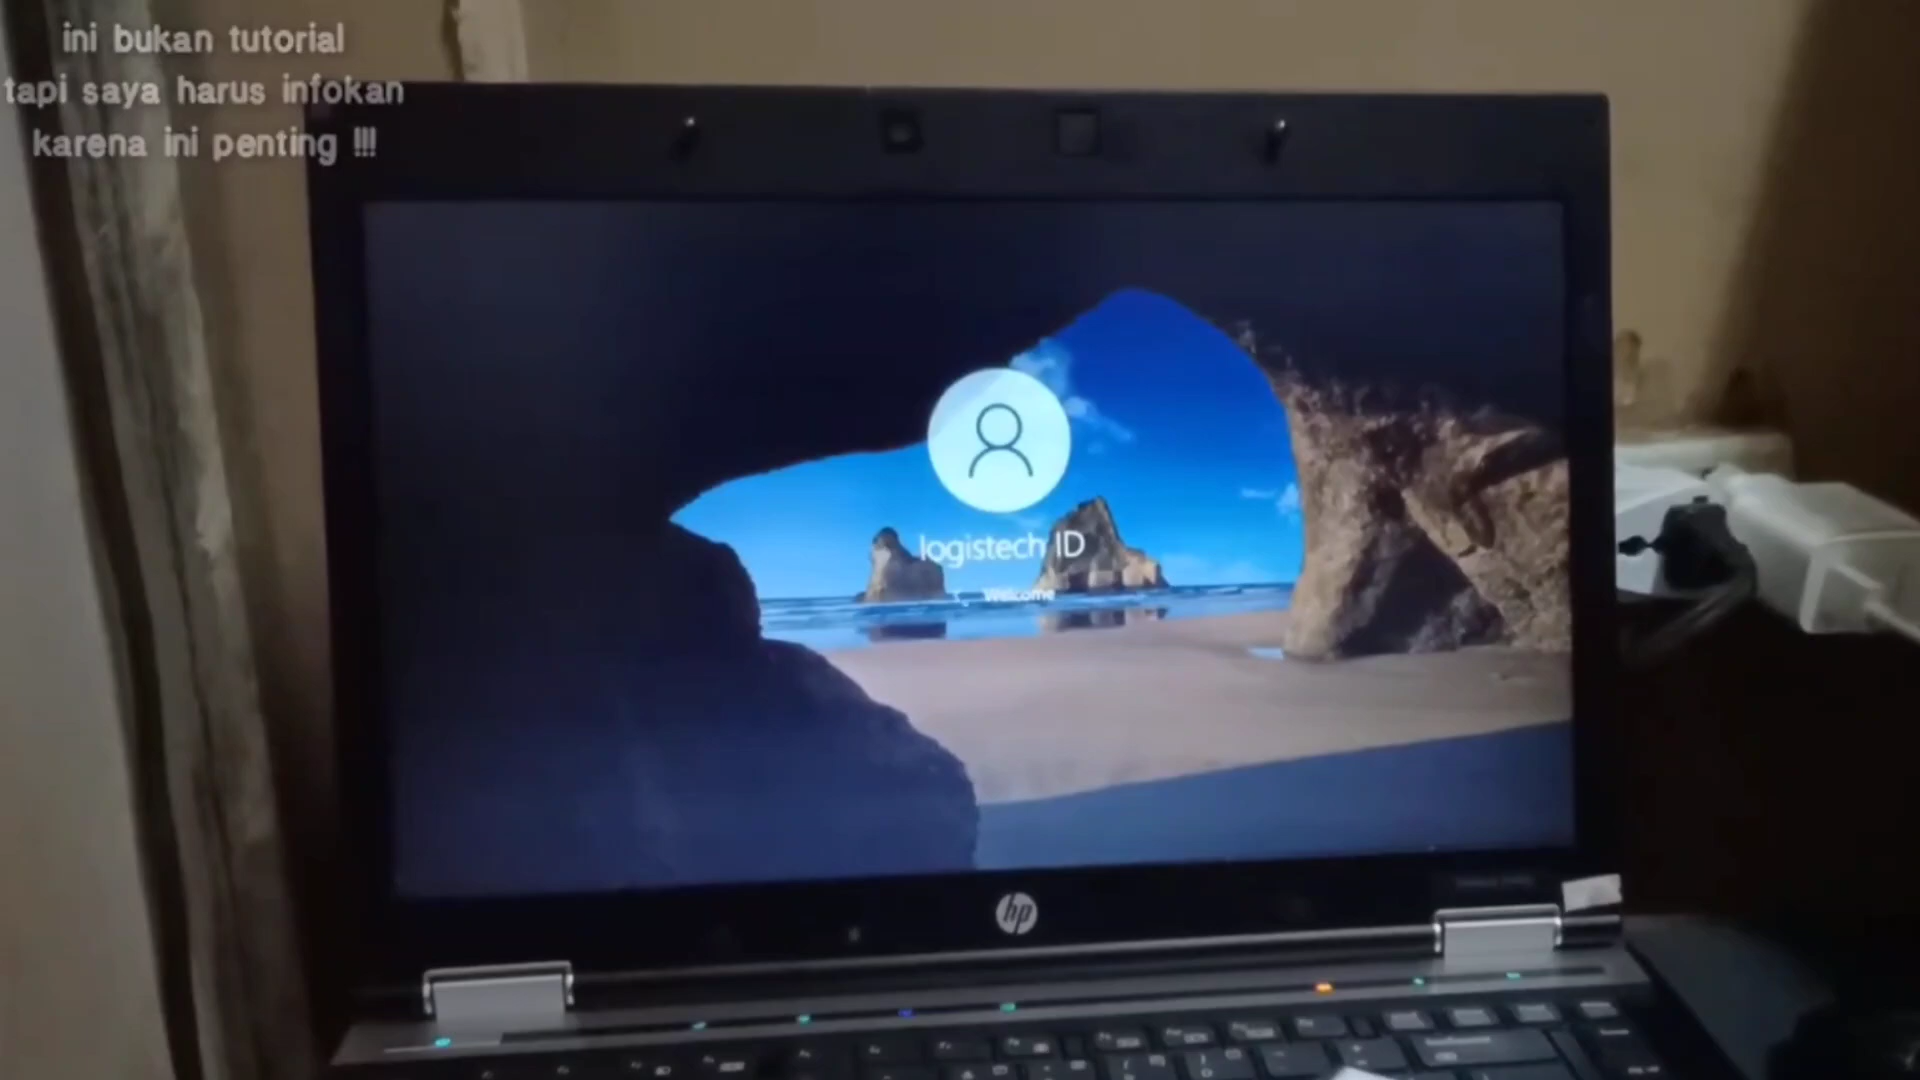 ini bukan tutorial
tapi saya harus infokan
karena ini penting !!!
logistech ID
Welcome
hp